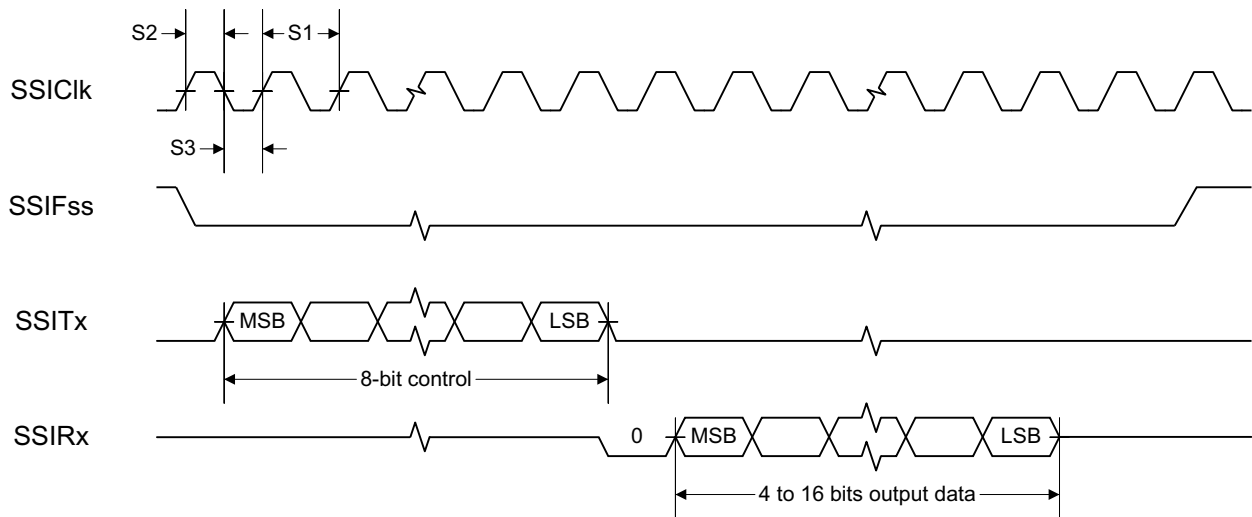 S2
S1
SSIClk
S3
SSIFss
SSITx
MSB
LSB
8-bit control
SSIRx
0
MSB
LSB
4 to 16 bits output data